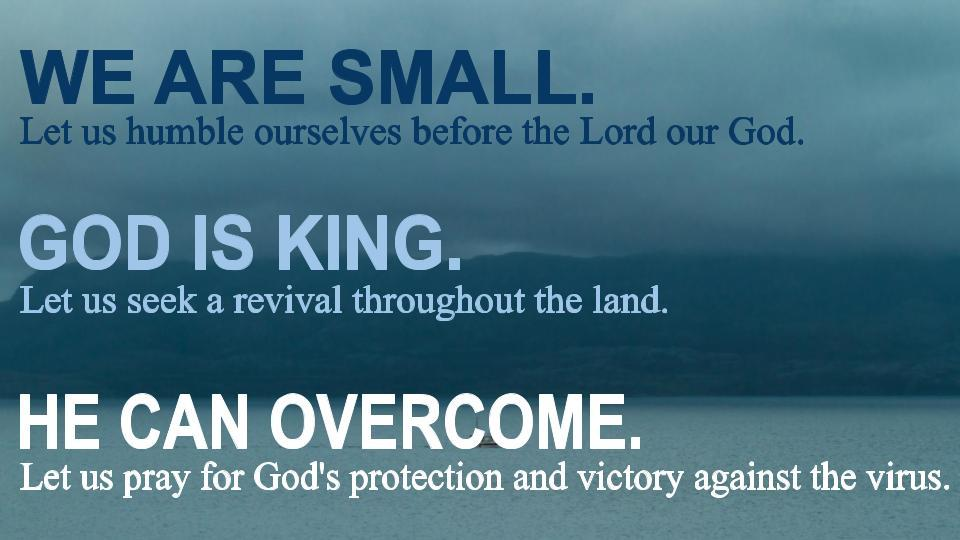 WE ARE SMALL.
Let us humble ourselves before the Lord our God.
GOD IS KING.
Let us seek a revival throughout the land.
HE CAN OVERCOME.
Let us pray for God's protection and victory against the virus.